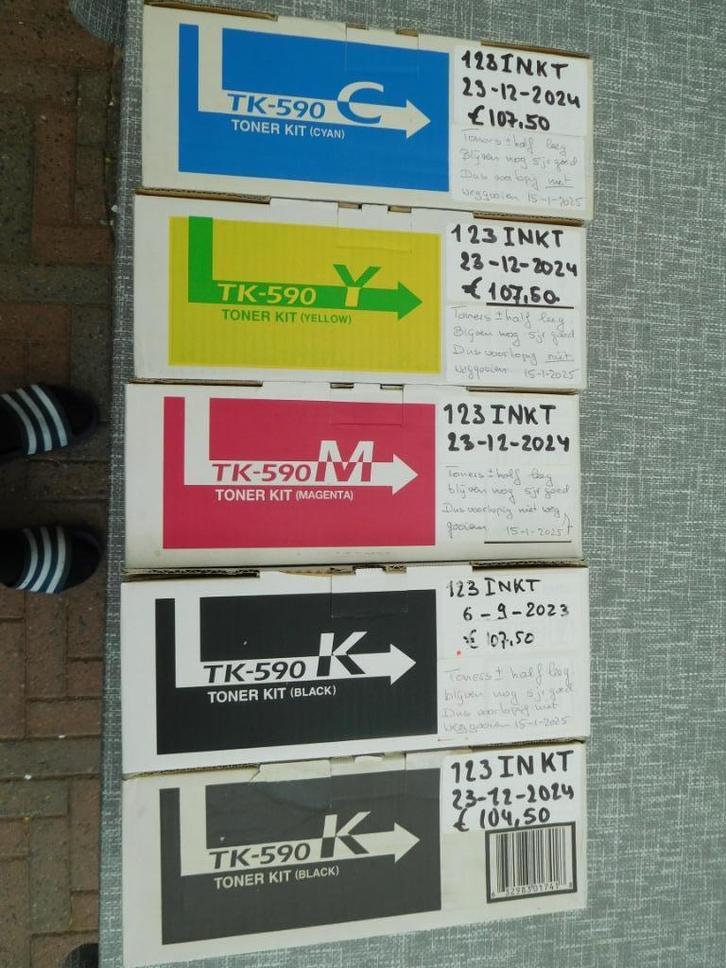 TK-590 C
TONER KIT (CYAN)
123 INKT
23-12-2024
€ 107,50
Toners ± half leeg
Blijven nog 5jr goed
Dus voorlopig niet
weggooien 15-1-2025
TK-590 Y
TONER KIT (YELLOW)
123 INKT
23-12-2024
€ 107,50
Toners ± half leeg
Blijven nog 5jr goed
Dus voorlopig niet
weggooien 15-1-2025
TK-590 M
TONER KIT (MAGENTA)
123 INKT
23-12-2024
Toners ± half leeg
blijven nog 5jr goed
Dus voorlopig niet weg
gooien 15-1-2025
TK-590 K
TONER KIT (BLACK)
123 INKT
6-9-2023
€ 107,50
Toners ± half leeg
blijven nog 5jr goed
Dus voorlopig niet
weggooien 15-1-2025
TK-590 K
TONER KIT (BLACK)
123 INKT
23-12-2024
€ 104,50